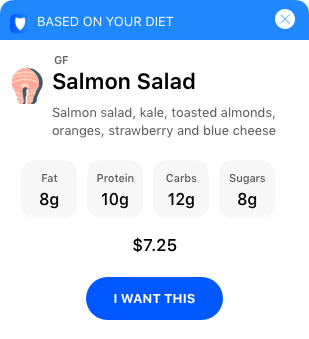 BASED ON YOUR DIET
GF
Salmon Salad
Salmon salad, kale, toasted almonds,
oranges, strawberry and blue cheese
Fat Protein Carbs Sugars
8g 10g 12g 8g
$7.25
I WANT THIS